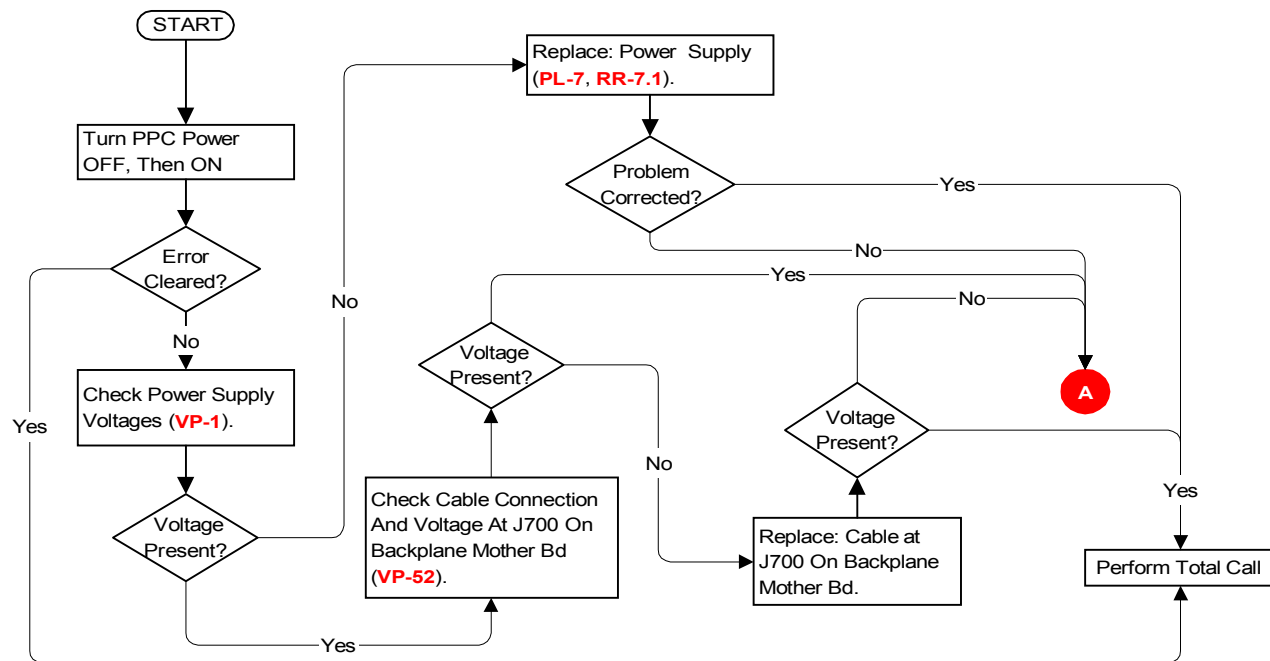 START
Turn PPC Power
OFF, Then ON
Error
Cleared?
No
Yes
Check Power Supply
Voltages (VP-1).
Voltage
Present?
No
Yes
Replace: Power Supply
(PL-7, RR-7.1).
Problem
Corrected?
Yes
No
Check Cable Connection
And Voltage At J700 On
Backplane Mother Bd
(VP-52).
Voltage
Present?
Yes
No
Replace: Cable at
J700 On Backplane
Mother Bd.
Voltage
Present?
No
Yes
A
Perform Total Call